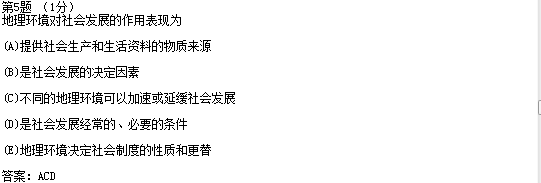 第5题 （1分）
地理环境对社会发展的作用表现为
(A)提供社会生产和生活资料的物质来源
(B)是社会发展的决定因素
(C)不同的地理环境可以加速或延缓社会发展
(D)是社会发展经常的、必要的条件
(E)地理环境决定社会制度的性质和更替
答案：ACD